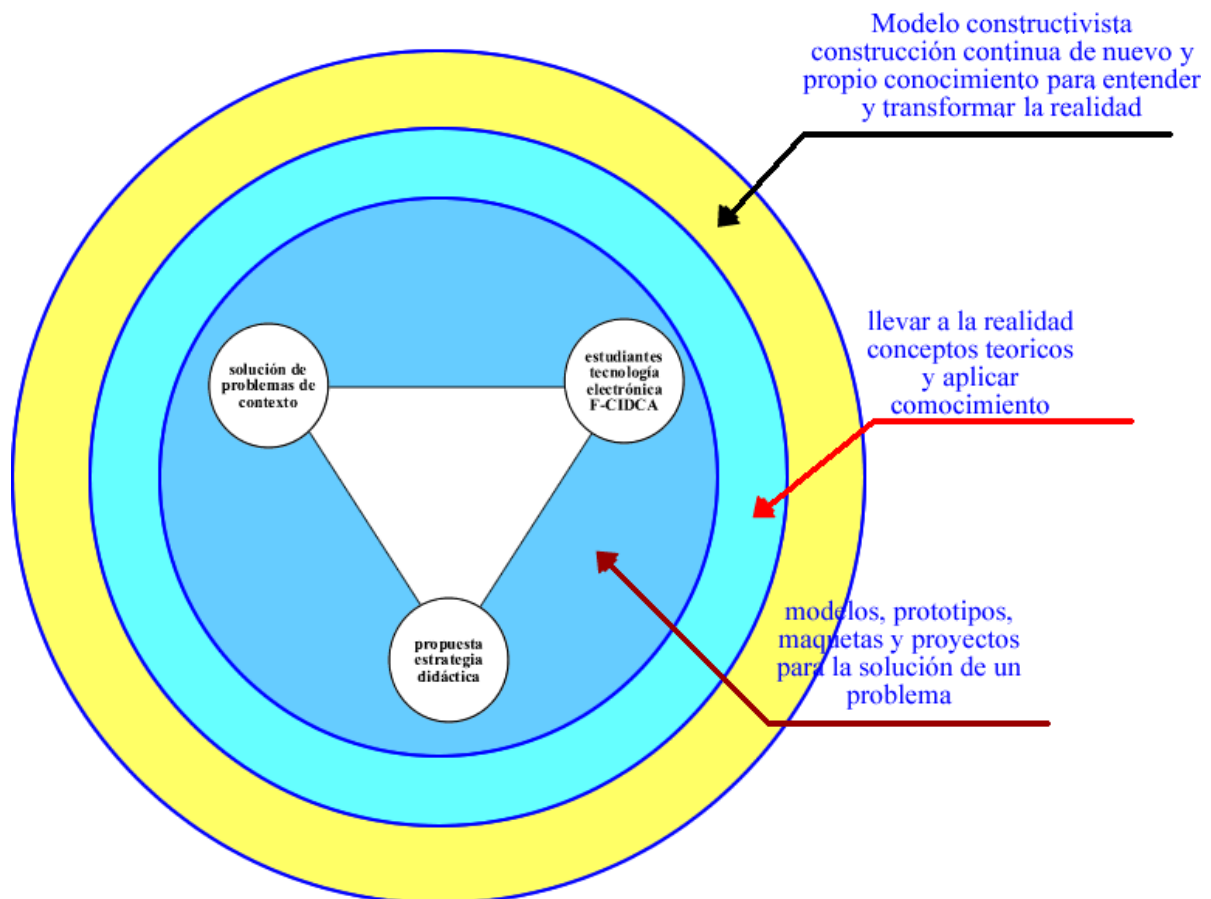 Modelo constructivista
construcción continua de nuevo y
propio conocimiento para entender
y transformar la realidad
llevar a la realidad
conceptos teoricos
y aplicar
comocimiento
solución de
problemas de
contexto
estudiantes
tecnología
electrónica
F-CIDCA
modelos, prototipos,
maquetas y proyectos
para la solución de un
problema
propuesta
estrategia
didáctica